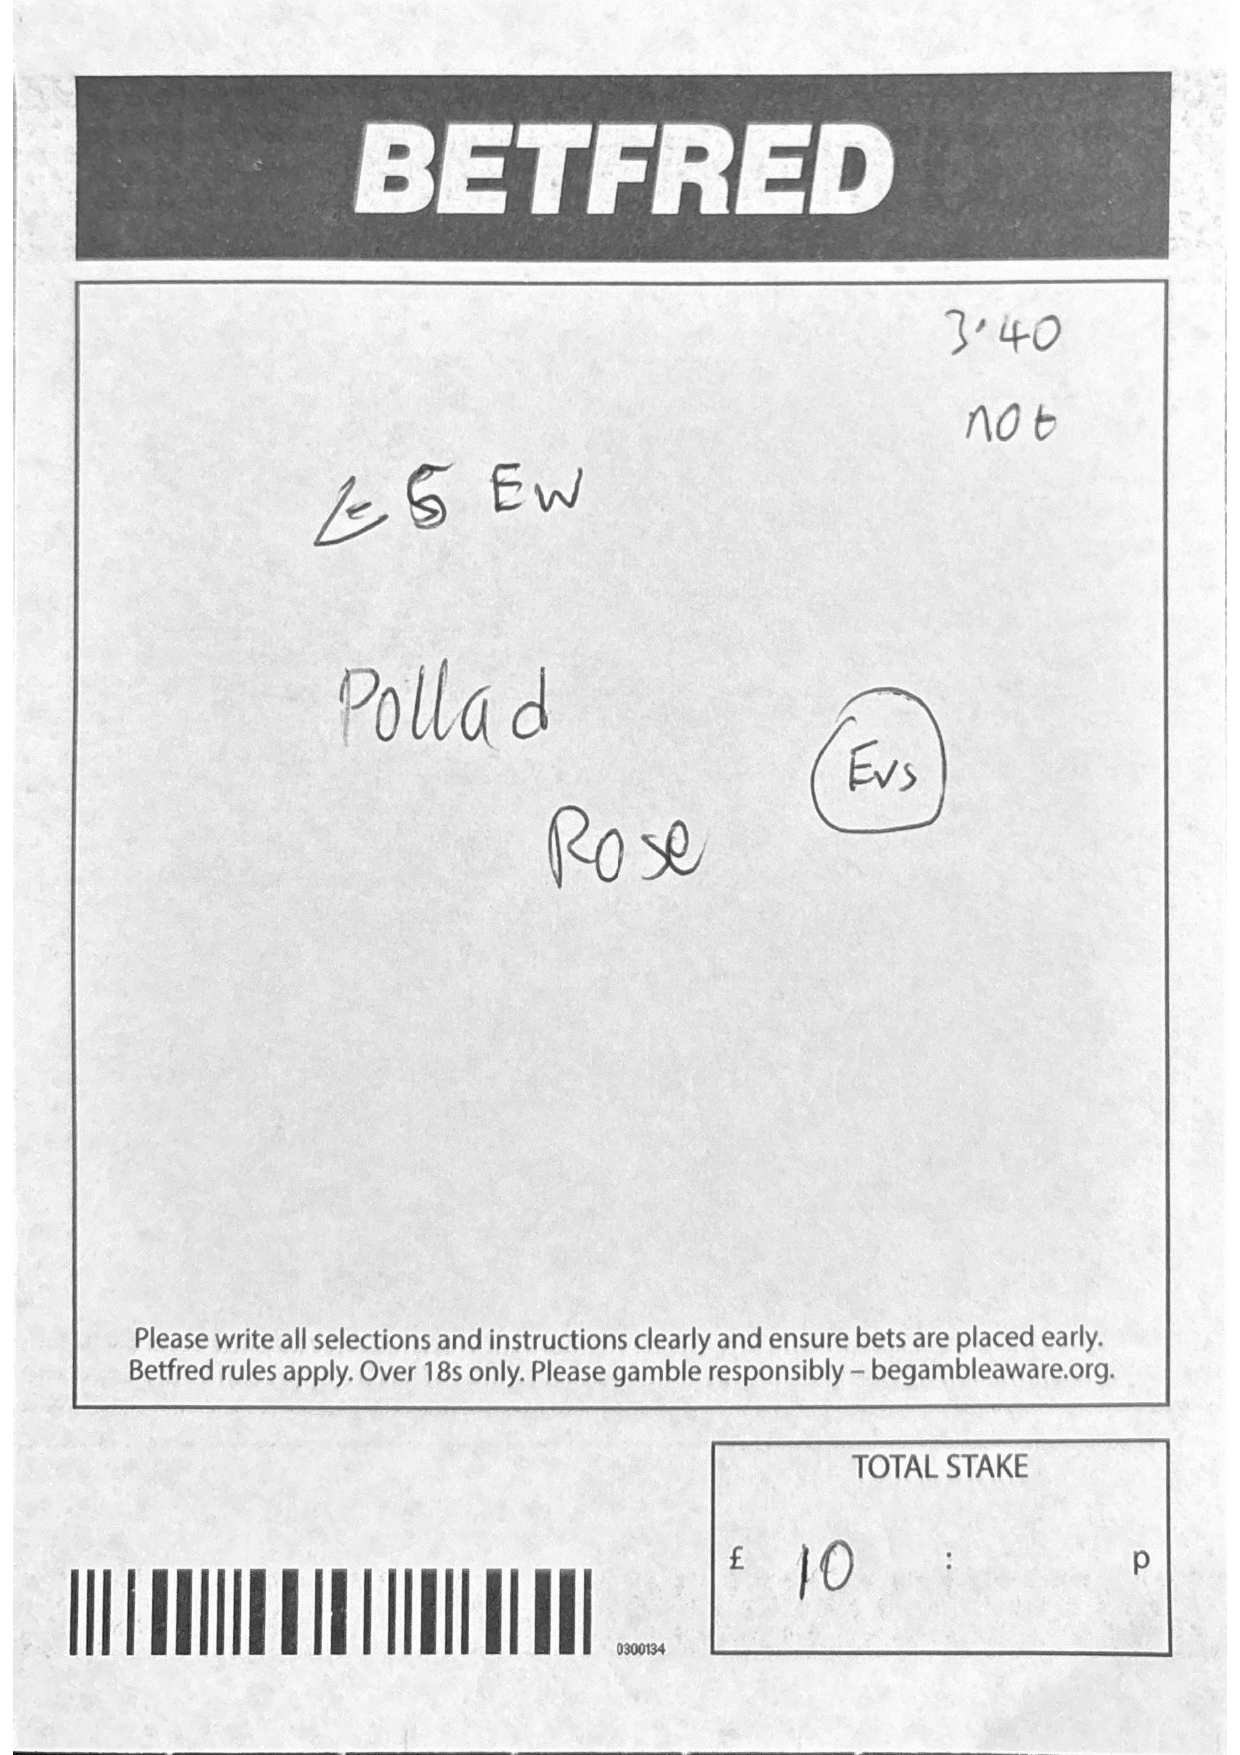 BETFRED
3.40
not
£5 EW
Pollad
Evs
Rose
Please write all selections and instructions clearly and ensure bets are placed early.
Betfred rules apply. Over 18s only. Please gamble responsibly – begambleaware.org.
TOTAL STAKE
£ 10 : p
0300134